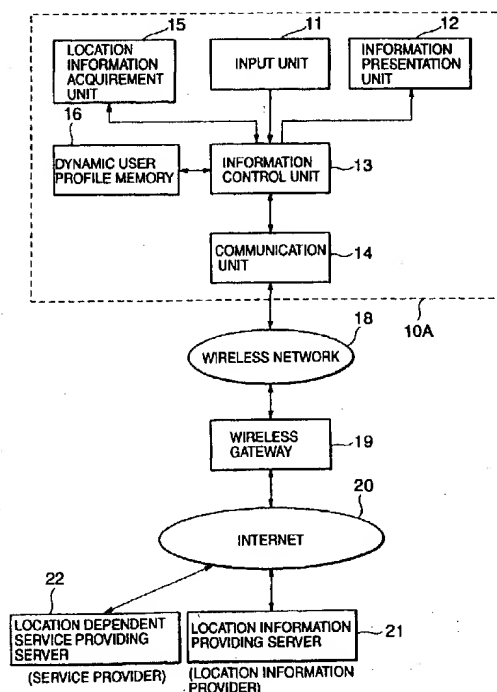 15
11
12
LOCATION
INFORMATION
ACQUIREMENT UNIT
INPUT UNIT
INFORMATION
PRESENTATION
UNIT
16
DYNAMIC USER
PROFILE MEMORY
INFORMATION
CONTROL UNIT
13
COMMUNICATION
UNIT
14
10A
18
WIRELESS NETWORK
WIRELESS
GATEWAY
19
20
INTERNET
22
LOCATION DEPENDENT
SERVICE PROVIDING
SERVER
(SERVICE PROVIDER)
LOCATION INFORMATION
PROVIDING SERVER
21
(LOCATION INFORMATION
PROVIDER)